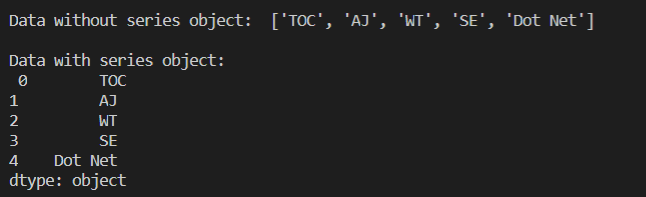 Data without series object:  ['TOC', 'AJ', 'WT', 'SE', 'Dot Net']
Data with series object:
 0        TOC
1         AJ
2         WT
3         SE
4    Dot Net
dtype: object